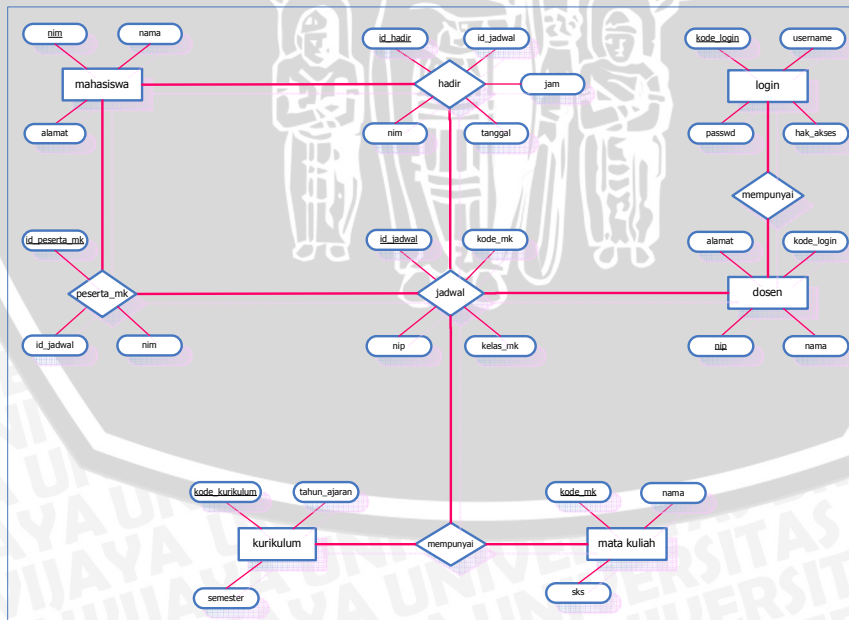 nim
nama
id_hadir
id_jadwal
kode_login
username
mahasiswa
hadir
jam
login
alamat
nim
tanggal
passwd
hak_akses
mempunyai
id_peserta_mk
id_jadwal
kode_mk
alamat
kode_login
peserta_mk
jadwal
dosen
id_jadwal
nim
nip
kelas_mk
nip
nama
kode_kurikulum
tahun_ajaran
kode_mk
nama
kurikulum
mempunyai
mata kuliah
semester
sks